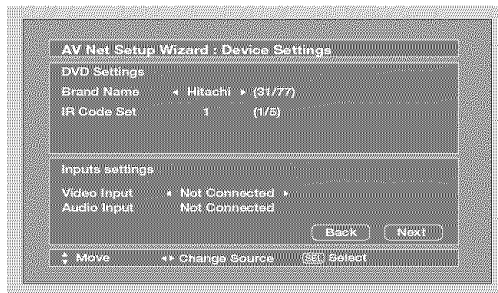 AV Net Setup Wizard : Device Settings
DVD Settings
Brand Name ◂ Hitachi ▸ (31/77)
IR Code Set 1 (1/5)
Inputs settings
Video Input ◂ Not Connected ▸
Audio Input Not Connected
Back Next
Move ◂▸ Change Source SEL Select